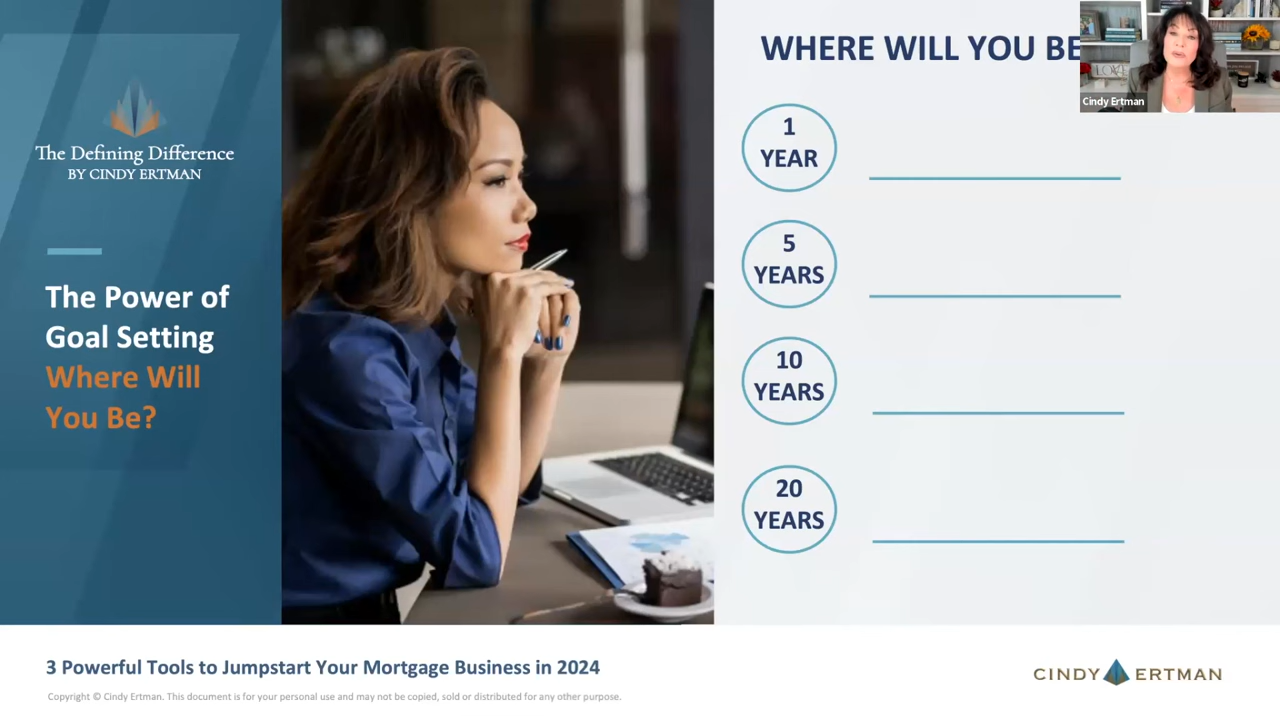 The Defining Difference
BY CINDY ERTMAN
The Power of
Goal Setting
Where Will
You Be?
WHERE WILL YOU BE
1
YEAR
5
YEARS
10
YEARS
20
YEARS
Cindy Ertman
3 Powerful Tools to Jumpstart Your Mortgage Business in 2024
Copyright © Cindy Ertman. This document is for your personal use and may not be copied, sold or distributed for any other purpose.
CINDY ERTMAN